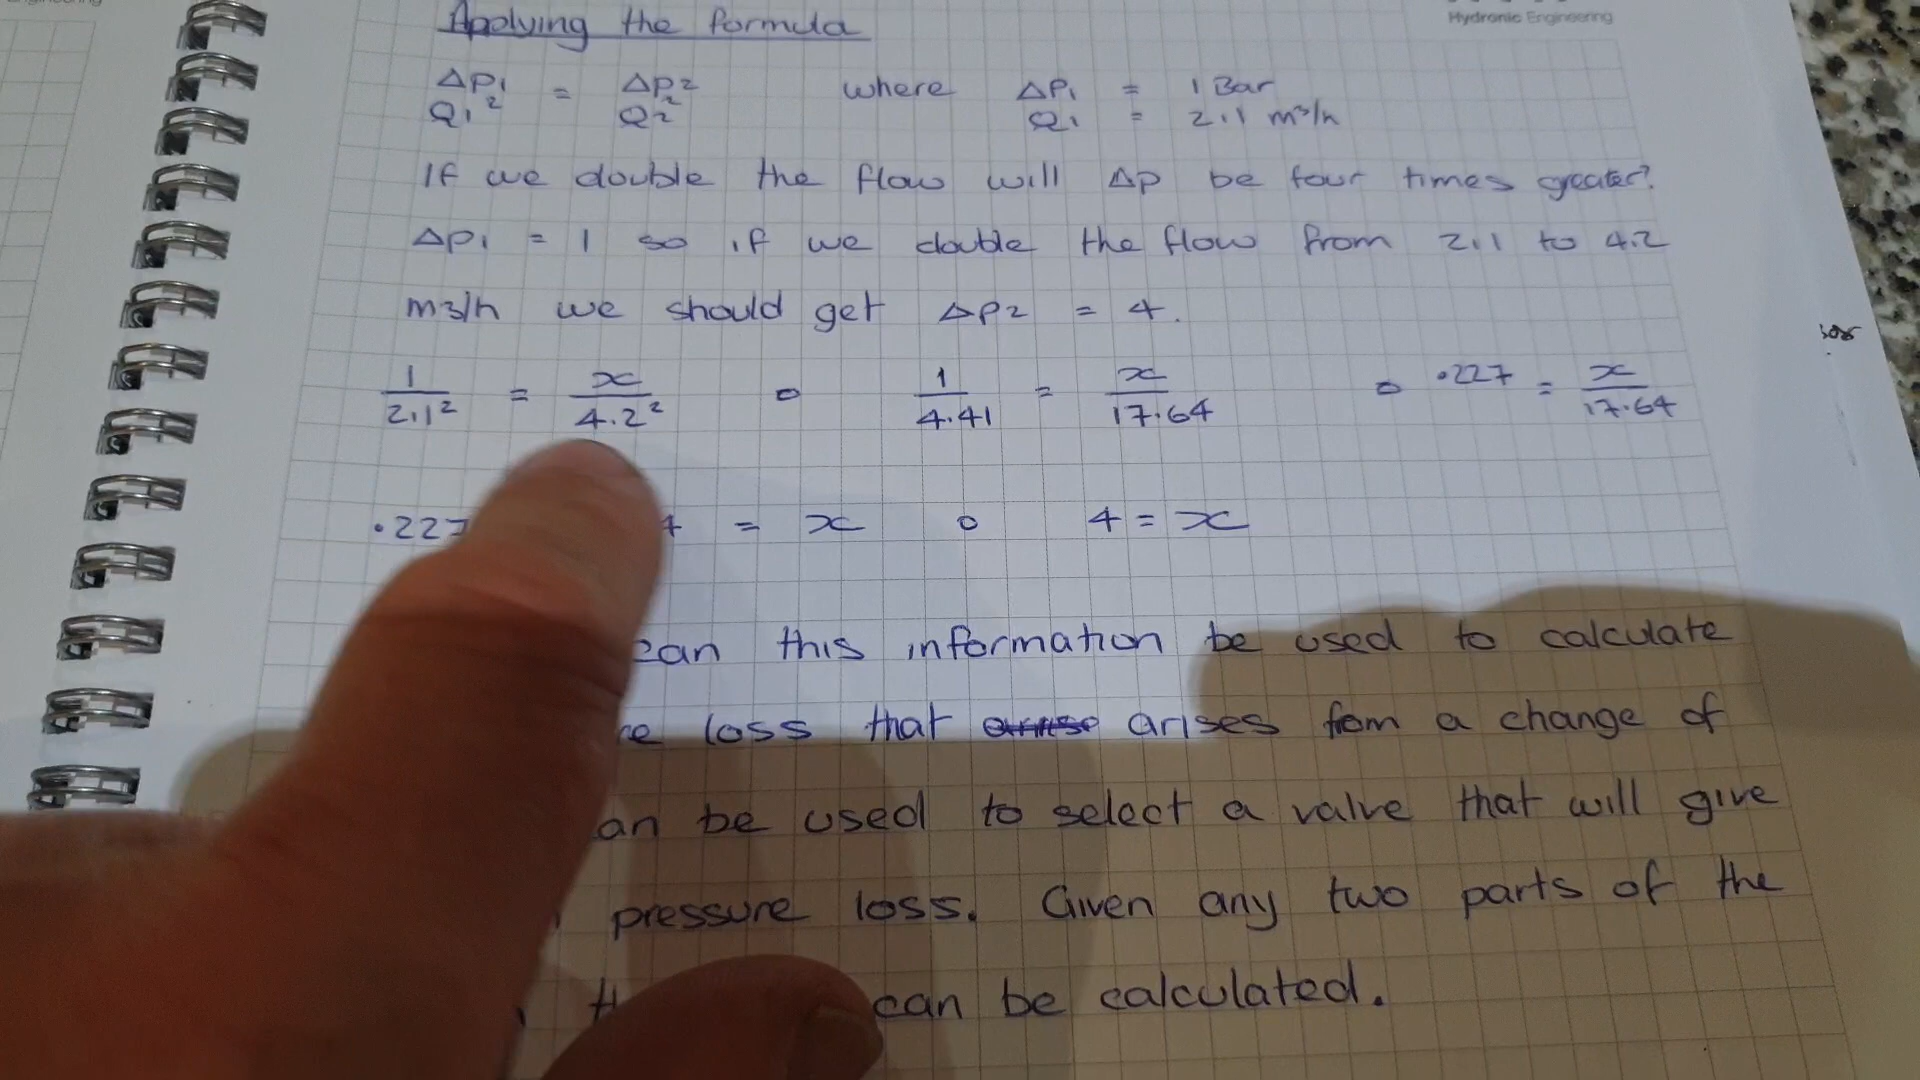 Engineering
Hydronic Engineering
Applying the formula
ΔP1 = ΔP2 where ΔP1 = 1 Bar
Q1² Q2² Q1 = 2.1 m3/h
If we double the flow will Δp be four times greater?
Δp1 = 1 so if we double the flow from 2.1 to 4.2
m3/h we should get Δp2 = 4.
1/2.1² = x/4.2² o 1/4.41 = x/17.64 o .227 = x/17.64
.227 = x o 4 = x
can this information be used to calculate
loss that arises from a change of
be used to select a valve that will give
pressure loss. Given any two parts of the
can be calculated.